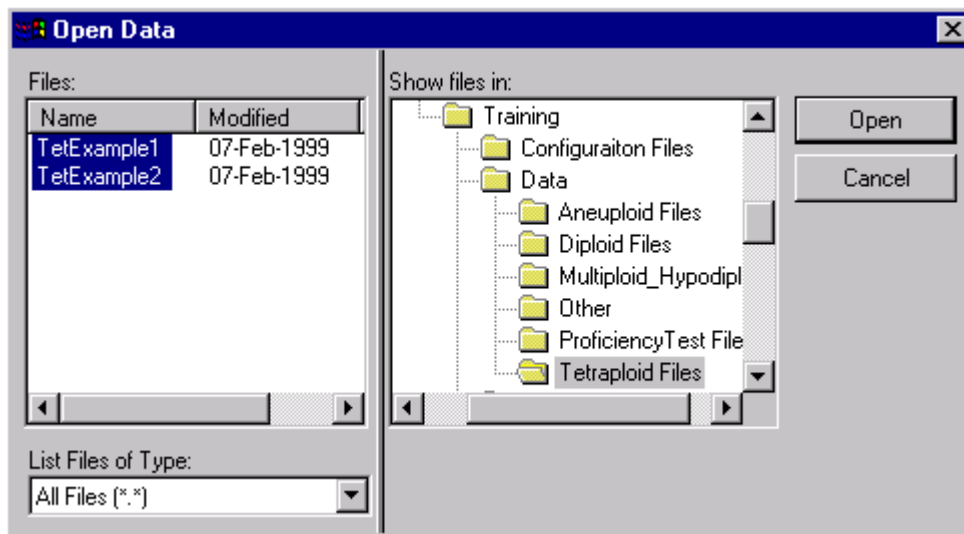 Open Data
Files:
Name Modified
TetExample1 07-Feb-1999
TetExample2 07-Feb-1999
List Files of Type:
All Files (*.*)
Show files in:
Training
Configuraiton Files
Data
Aneuploid Files
Diploid Files
Multiploid_Hypodipl
Other
ProficiencyTest File
Tetraploid Files
Open
Cancel